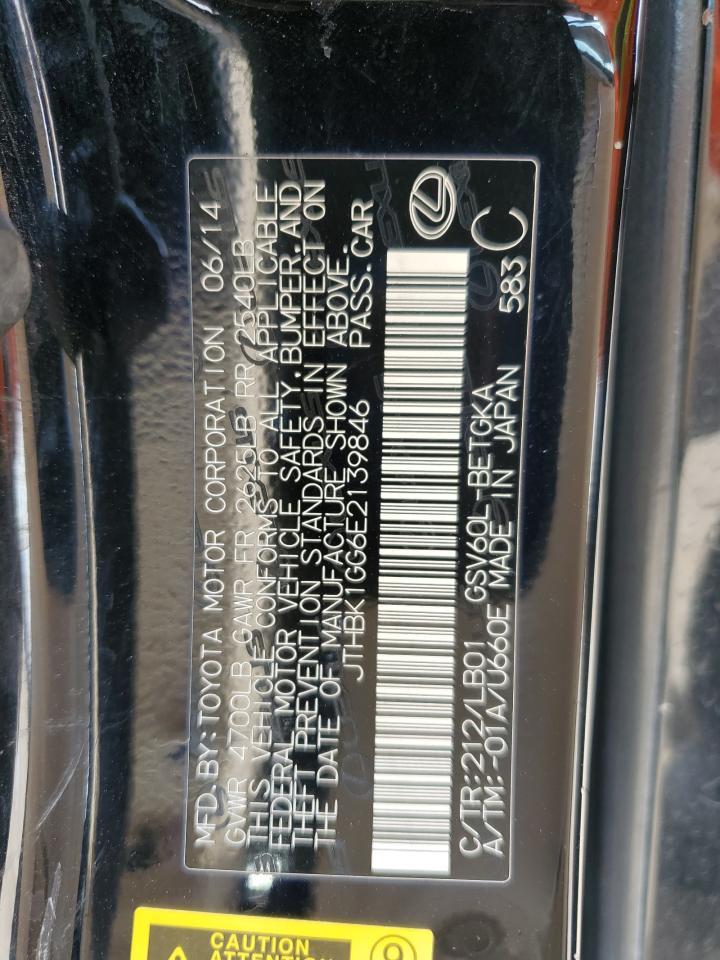 MFD. BY: TOYOTA MOTOR CORPORATION 06/14
GVWR 4700LB GAWR FR 2625LB RR 2540LB
THIS VEHICLE CONFORMS TO ALL APPLICABLE
FEDERAL MOTOR VEHICLE SAFETY, BUMPER, AND
THEFT PREVENTION STANDARDS IN EFFECT ON
THE DATE OF MANUFACTURE SHOWN ABOVE.
JTHBK1GG6E2139846 PASS. CAR
C/TR: 212/LB01 GSV60L-BETGKA
A/TM: -01A/U660E MADE IN JAPAN 583 C
CAUTION
ATTENTION